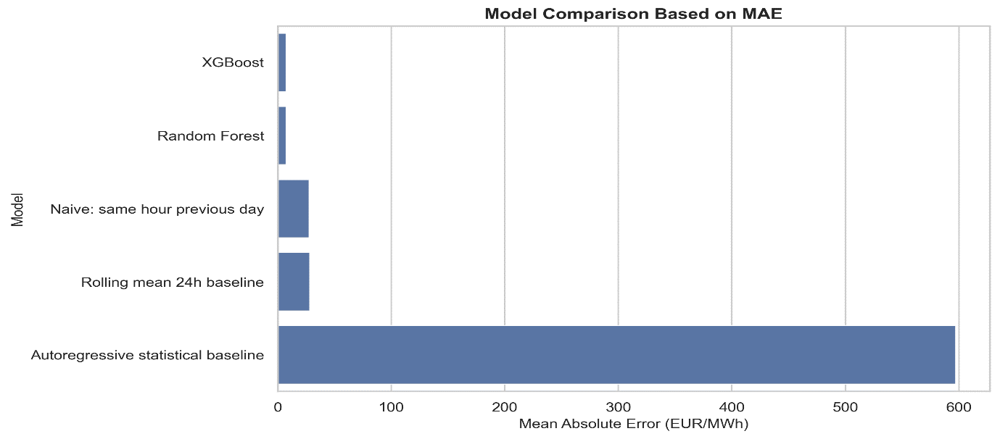 Model Comparison Based on MAE
XGBoost
Random Forest
Naive: same hour previous day
Rolling mean 24h baseline
Autoregressive statistical baseline
Model
0 100 200 300 400 500 600
Mean Absolute Error (EUR/MWh)